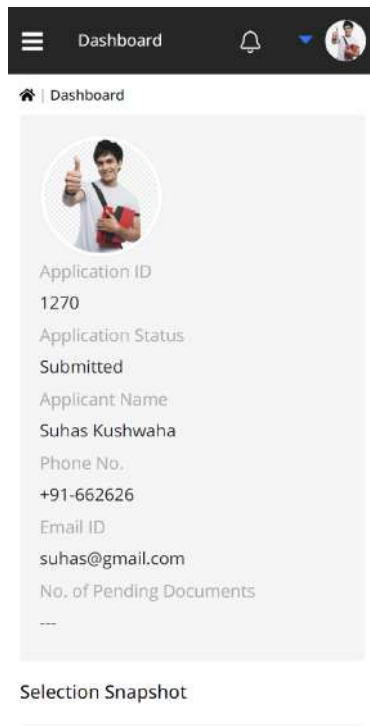 Dashboard
| Dashboard
Application ID
1270
Application Status
Submitted
Applicant Name
Suhas Kushwaha
Phone No.
+91-662626
Email ID
suhas@gmail.com
No. of Pending Documents
---
Selection Snapshot